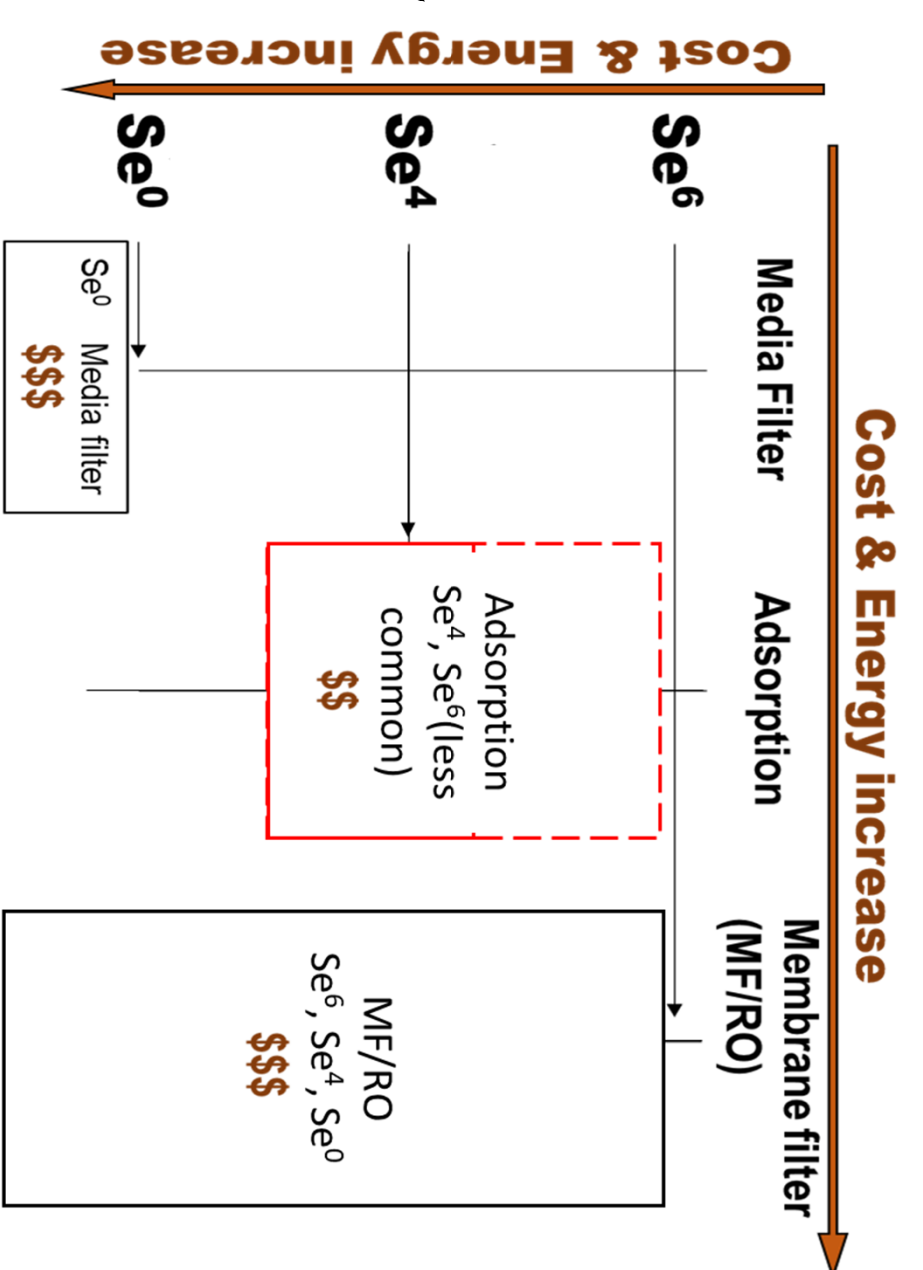 Cost & Energy increase
Cost & Energy increase
Media Filter
Adsorption
Membrane filter
(MF/RO)
Se⁶
Se⁴
Se⁰
Adsorption
Se⁴, Se⁶(less
common)
$$
MF/RO
Se⁶, Se⁴, Se⁰
$$$
Se⁰ Media filter
$$$